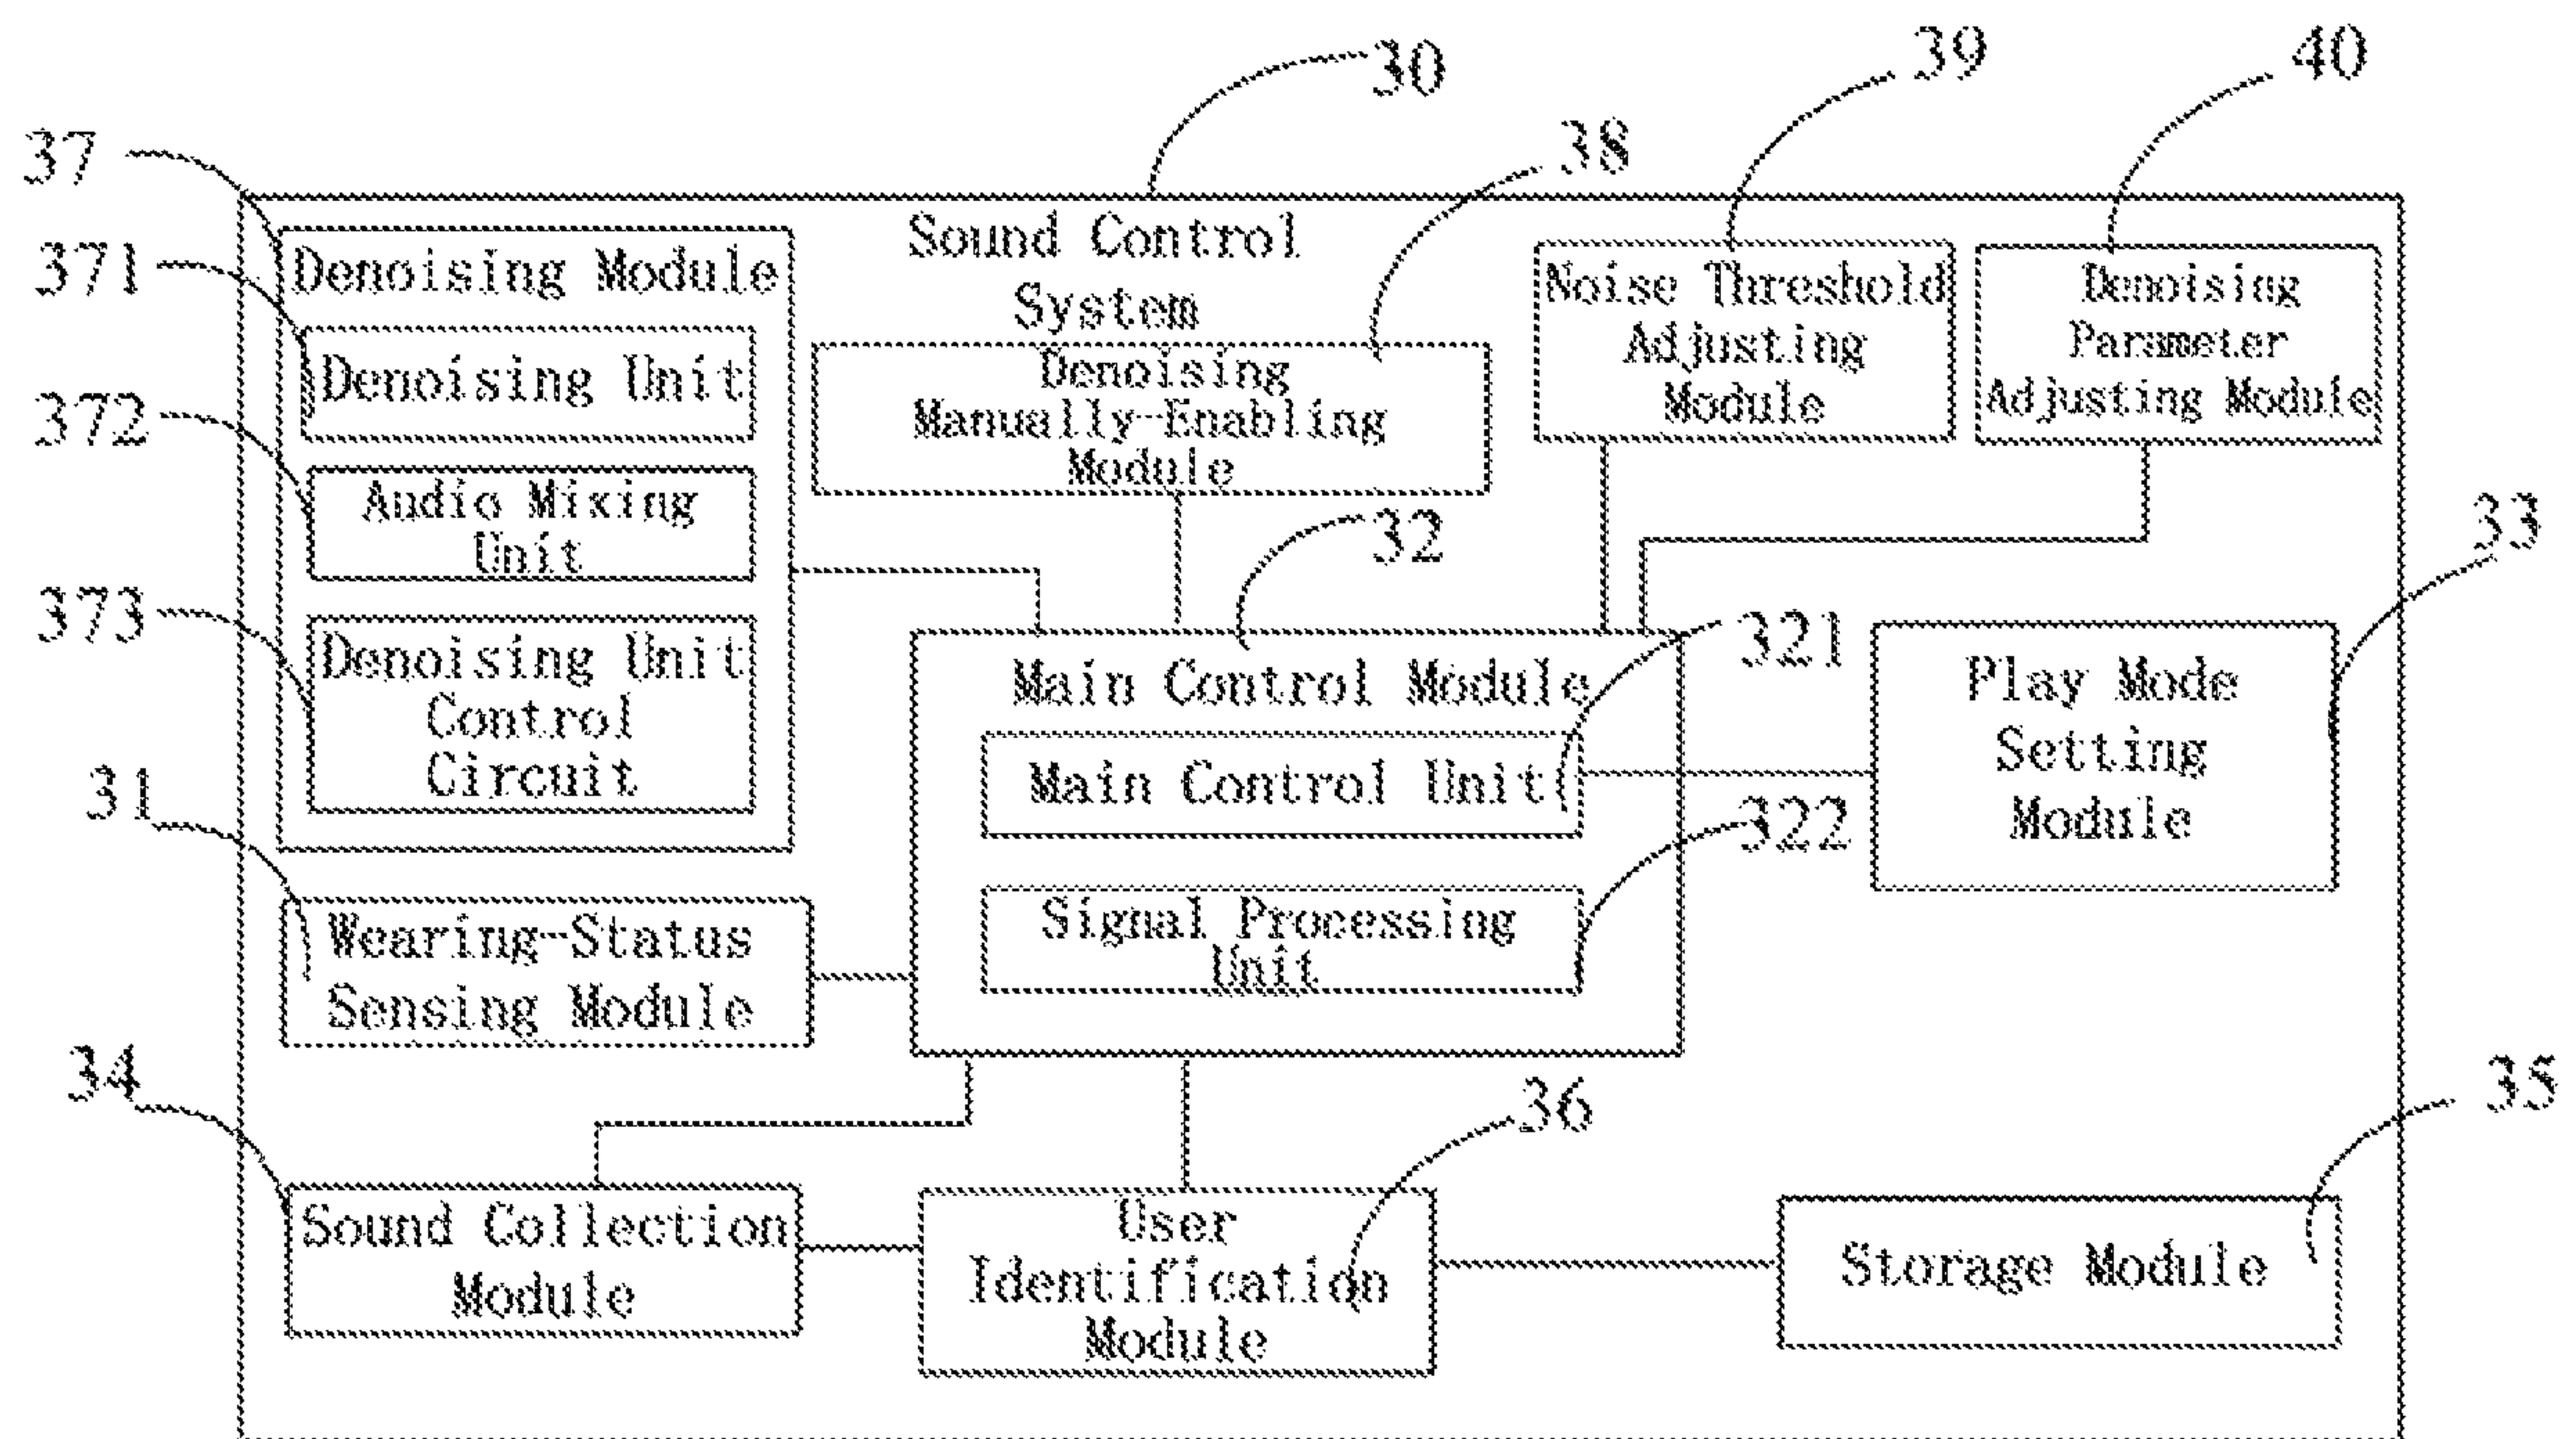 30
39
40
38
37
371
372
373
31
34
Sound Control
System
Denoising Module
Denoising Unit
Audio Mixing
Unit
Denoising Unit
Control
Circuit
Denoising
Manually-Enabling
Module
Noise Threshold
Adjusting
Module
Denoising
Parameter
Adjusting Module
32
33
321
322
Main Control Module
Main Control Unit
Signal Processing
Unit
Play Mode
Setting
Module
Wearing-Status
Sensing Module
36
35
Sound Collection
Module
User
Identification
Module
Storage Module